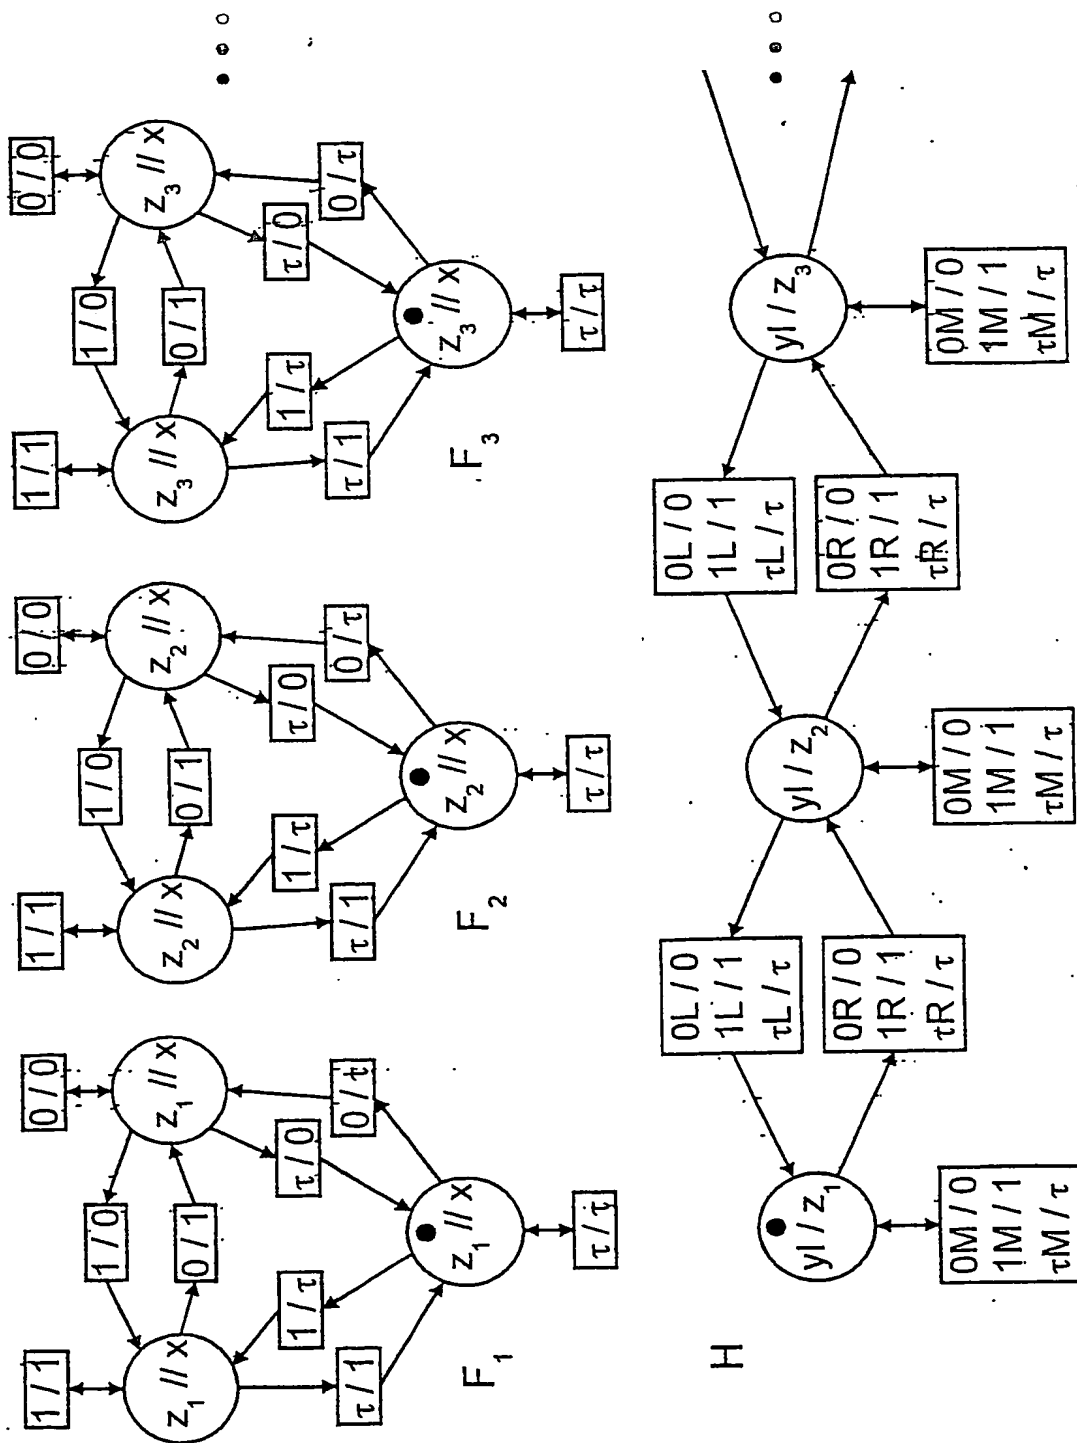 1 / 1
0 / 0
1 / 0
0 / 1
z1 // x
z1 // x
1 / τ
τ / 0
τ / 1
0 / τ
z1 // x
τ / τ
F1
1 / 1
0 / 0
1 / 0
0 / 1
z2 // x
z2 // x
1 / τ
τ / 0
τ / 1
0 / τ
z2 // x
τ / τ
F2
1 / 1
0 / 0
1 / 0
0 / 1
z3 // x
z3 // x
1 / τ
τ / 0
τ / 1
0 / τ
z3 // x
τ / τ
F3
H
yl / z1
0M / 0
1M / 1
τM / τ
0L / 0
1L / 1
τL / τ
0R / 0
1R / 1
τR / τ
yl / z2
0M / 0
1M / 1
τM / τ
0L / 0
1L / 1
τL / τ
0R / 0
1R / 1
τR / τ
yl / z3
0M / 0
1M / 1
τM / τ